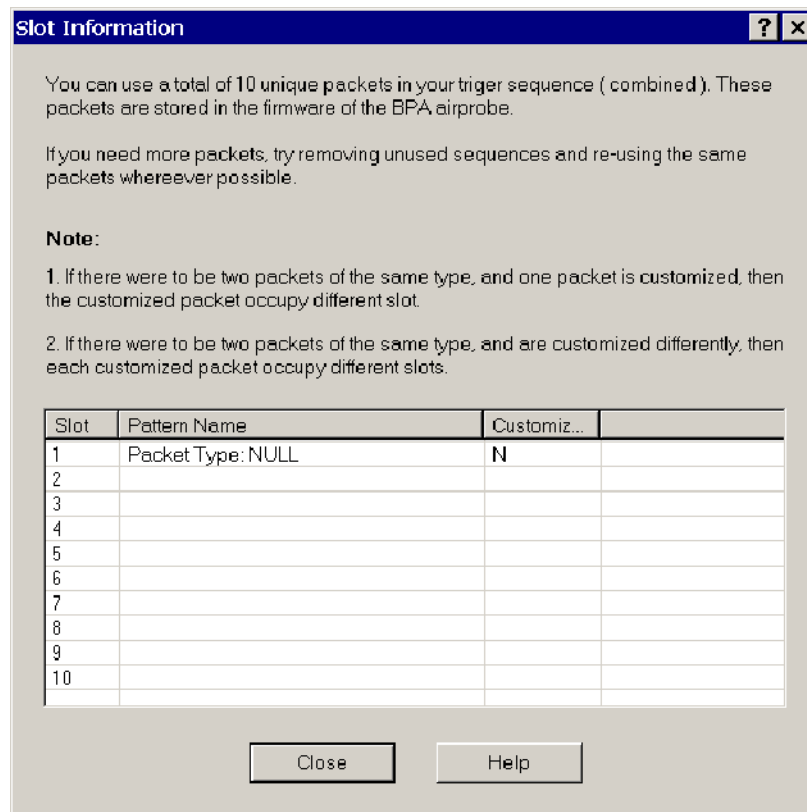 Slot Information
You can use a total of 10 unique packets in your triger sequence ( combined ). These
packets are stored in the firmware of the BPA airprobe.
If you need more packets, try removing unused sequences and re-using the same
packets whereever possible.
Note:
1. If there were to be two packets of the same type, and one packet is customized, then
the customized packet occupy different slot.
2. If there were to be two packets of the same type, and are customized differently, then
each customized packet occupy different slots.
Slot Pattern Name Customiz...
1 Packet Type: NULL N
2
3
4
5
6
7
8
9
10
Close Help